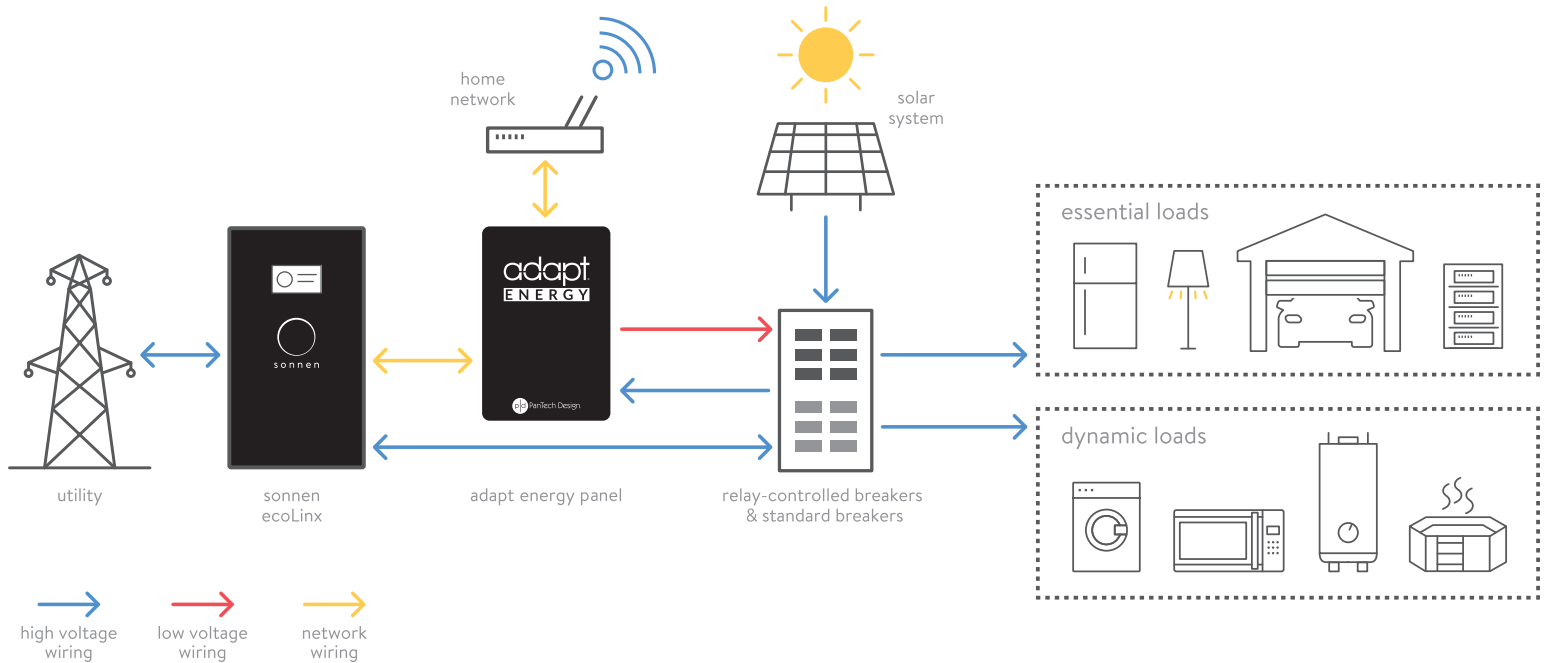 home
network
solar
system
essential loads
adapt
ENERGY
sonnen
p|d PanTech Design
dynamic loads
utility
sonnen
ecoLinx
adapt energy panel
relay-controlled breakers
& standard breakers
high voltage
wiring
low voltage
wiring
network
wiring